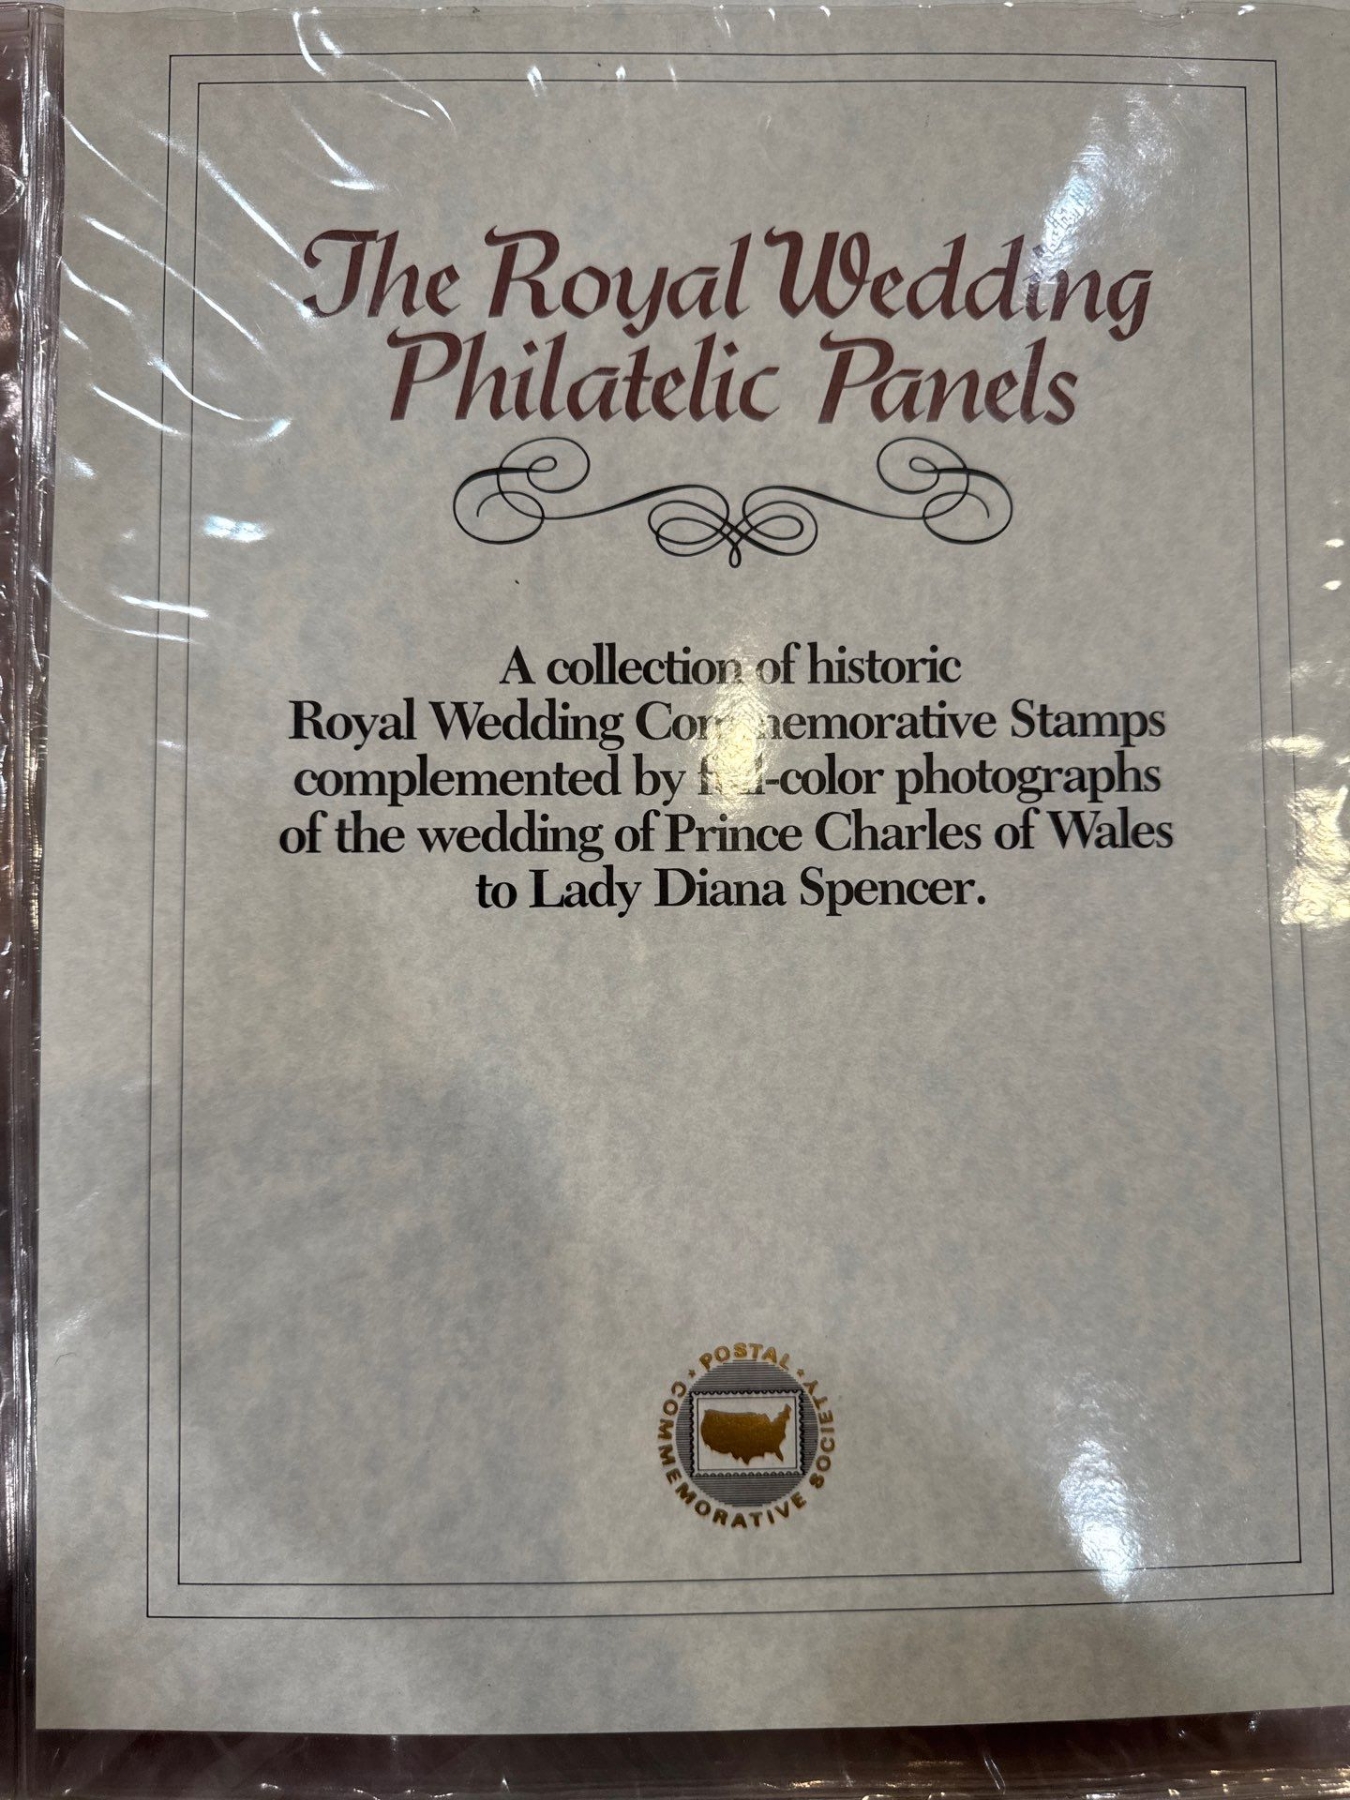 The Royal Wedding
Philatelic Panels
A collection of historic
Royal Wedding Commemorative Stamps
complemented by full-color photographs
of the wedding of Prince Charles of Wales
to Lady Diana Spencer.
POSTAL
COMMEMORATIVE SOCIETY